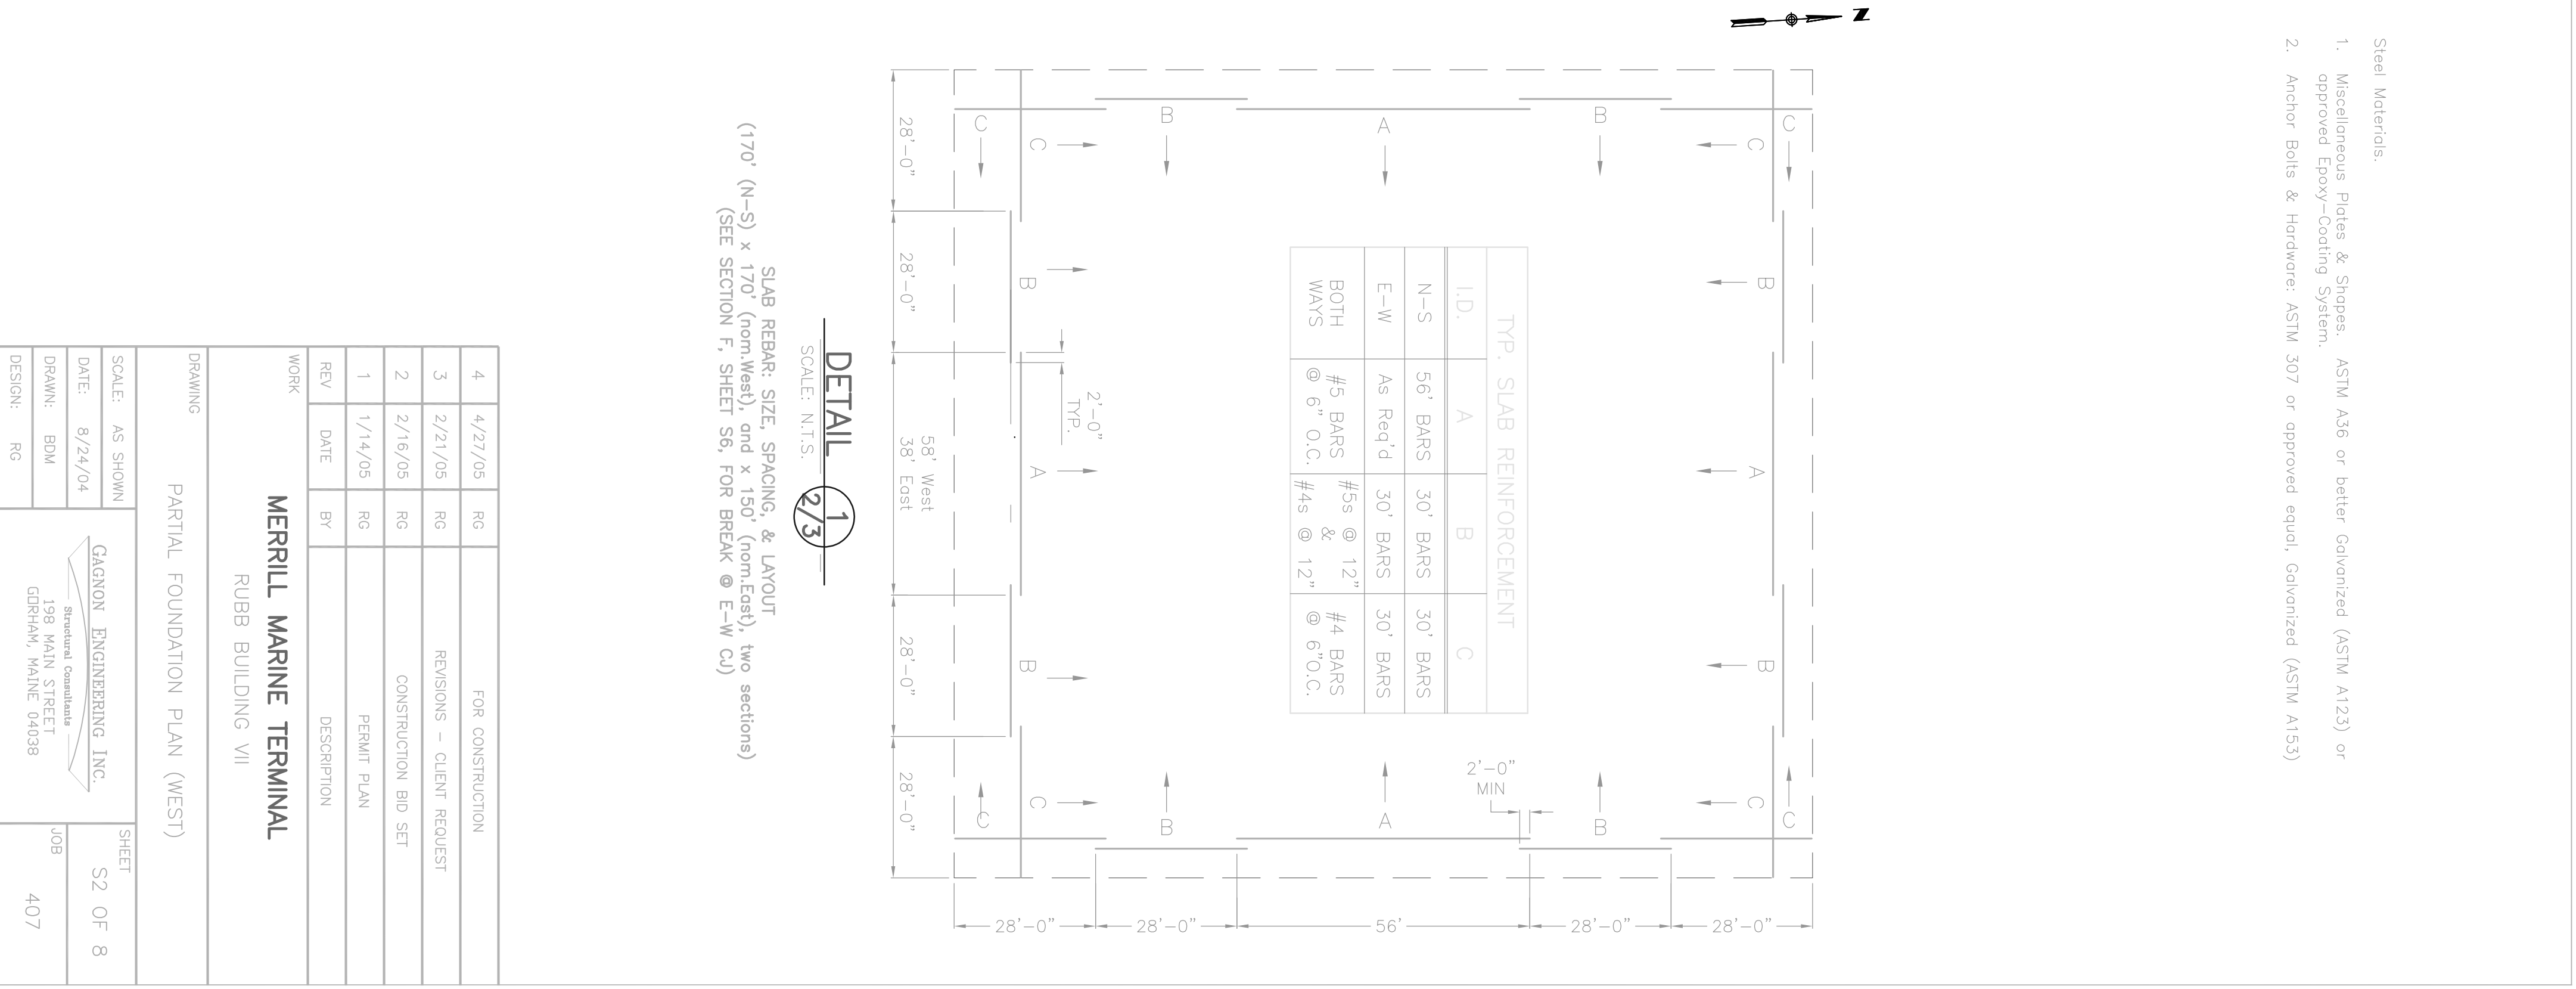 Steel Materials.
1. Miscellaneous Plates & Shapes. ASTM A36 or better Galvanized (ASTM A123) or
approved Epoxy-Coating System.
2. Anchor Bolts & Hardware: ASTM 307 or approved equal, Galvanized (ASTM A153)
N
C
B
A
B
C
C
B
A
B
C
C
B
A
B
C
C
B
A
B
C
TYP. SLAB REINFORCEMENT
I.D. A B C
N-S 56' BARS 30' BARS 30' BARS
E-W As Req'd 30' BARS 30' BARS
BOTH WAYS #5 BARS @ 6" O.C. #5s @ 12" & #4s @ 12" #4 BARS @ 6"O.C.
2'-0"
MIN
2'-0"
TYP.
28'-0"
28'-0"
56'
28'-0"
28'-0"
28'-0"
28'-0"
58' West
38' East
28'-0"
28'-0"
DETAIL 1
SCALE: N.T.S. 2/3
SLAB REBAR: SIZE, SPACING, & LAYOUT
(170' (N-S) x 170' (nom.West), and x 150' (nom.East), two sections)
(SEE SECTION F, SHEET S6, FOR BREAK @ E-W CJ)
4 4/27/05 RG FOR CONSTRUCTION
3 2/21/05 RG REVISIONS - CLIENT REQUEST
2 2/16/05 RG CONSTRUCTION BID SET
1 1/14/05 RG PERMIT PLAN
REV DATE BY DESCRIPTION
WORK
MERRILL MARINE TERMINAL
RUBB BUILDING VII
DRAWING
PARTIAL FOUNDATION PLAN (WEST)
SCALE: AS SHOWN
DATE: 8/24/04
DRAWN: BDM
DESIGN: RG
GAGNON ENGINEERING INC.
Structural Consultants
198 MAIN STREET
GORHAM, MAINE 04038
SHEET
S2 OF 8
JOB
407